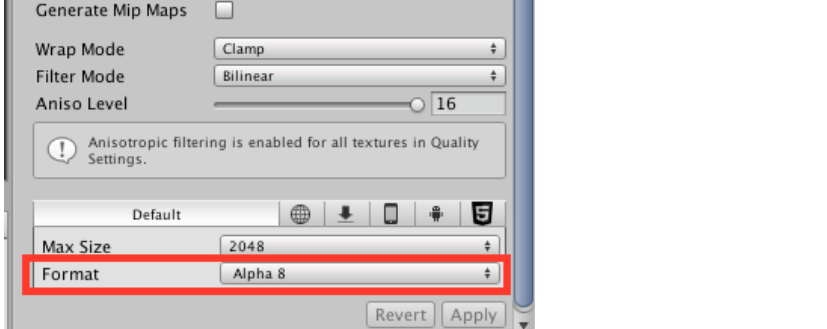 Generate Mip Maps
Wrap Mode Clamp
Filter Mode Bilinear
Aniso Level 16
Anisotropic filtering is enabled for all textures in Quality
Settings.
Default
Max Size 2048
Format Alpha 8
Revert Apply